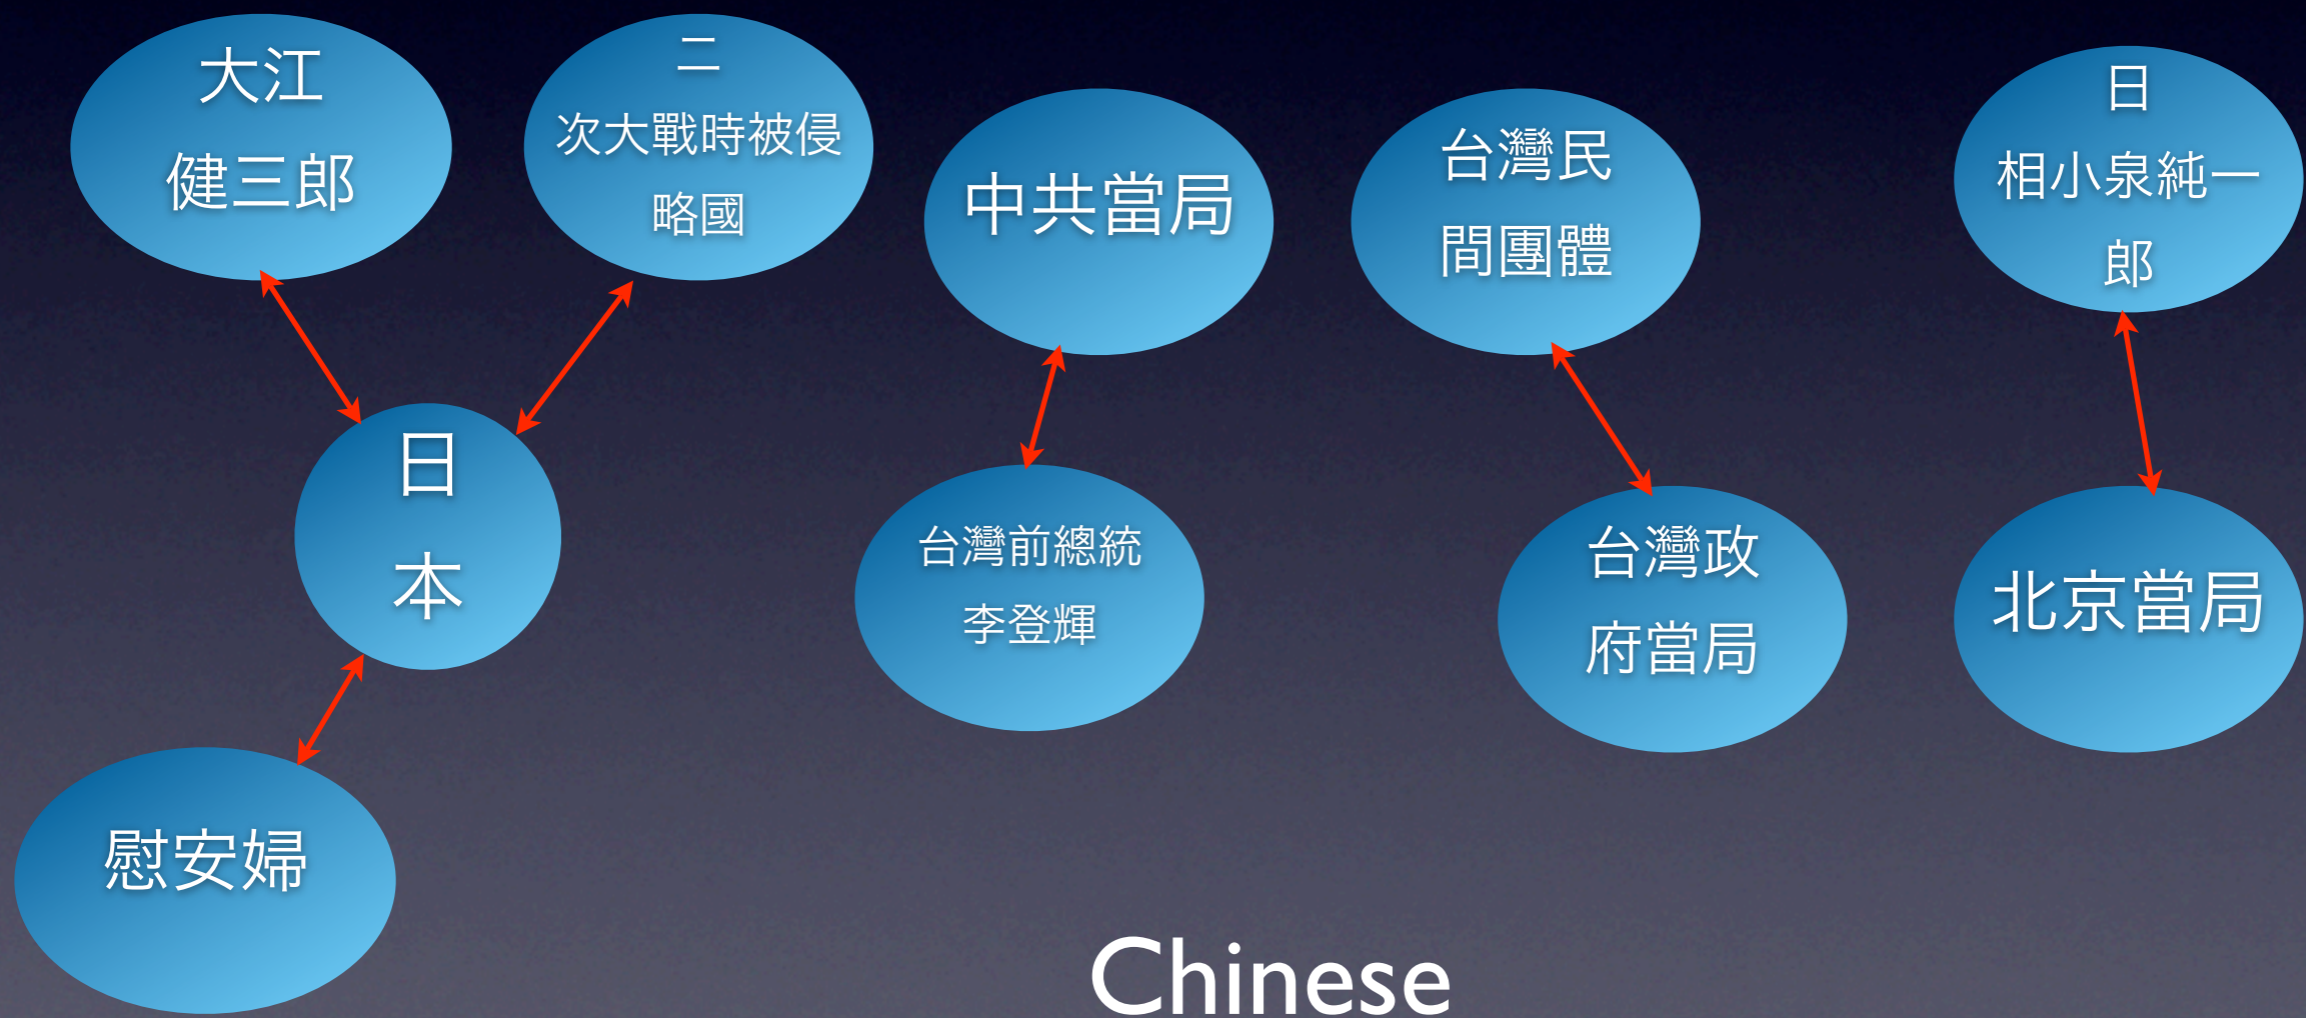 大江
健三郎
二
次大戰時被侵
略國
中共當局
台灣民
間團體
日
相小泉純一
郎
日
本
台灣前總統
李登輝
台灣政
府當局
北京當局
慰安婦
Chinese